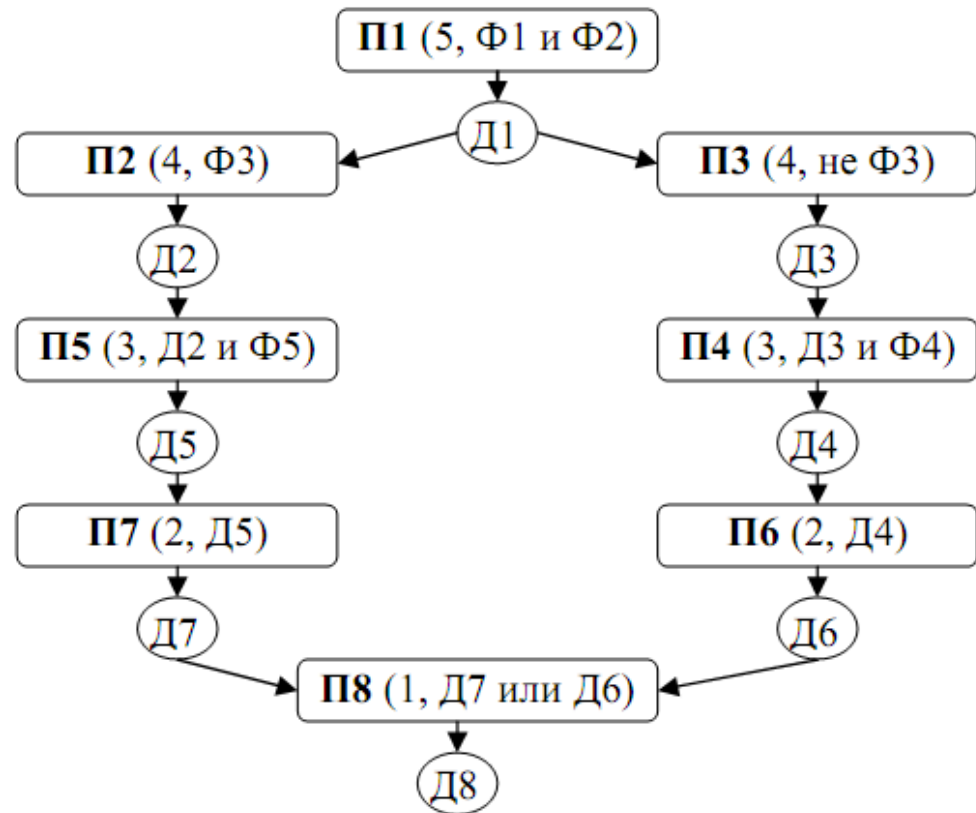 П1 (5, Ф1 и Ф2)
Д1
П2 (4, Ф3)
П3 (4, не Ф3)
Д2
Д3
П5 (3, Д2 и Ф5)
П4 (3, Д3 и Ф4)
Д5
Д4
П7 (2, Д5)
П6 (2, Д4)
Д7
Д6
П8 (1, Д7 или Д6)
Д8